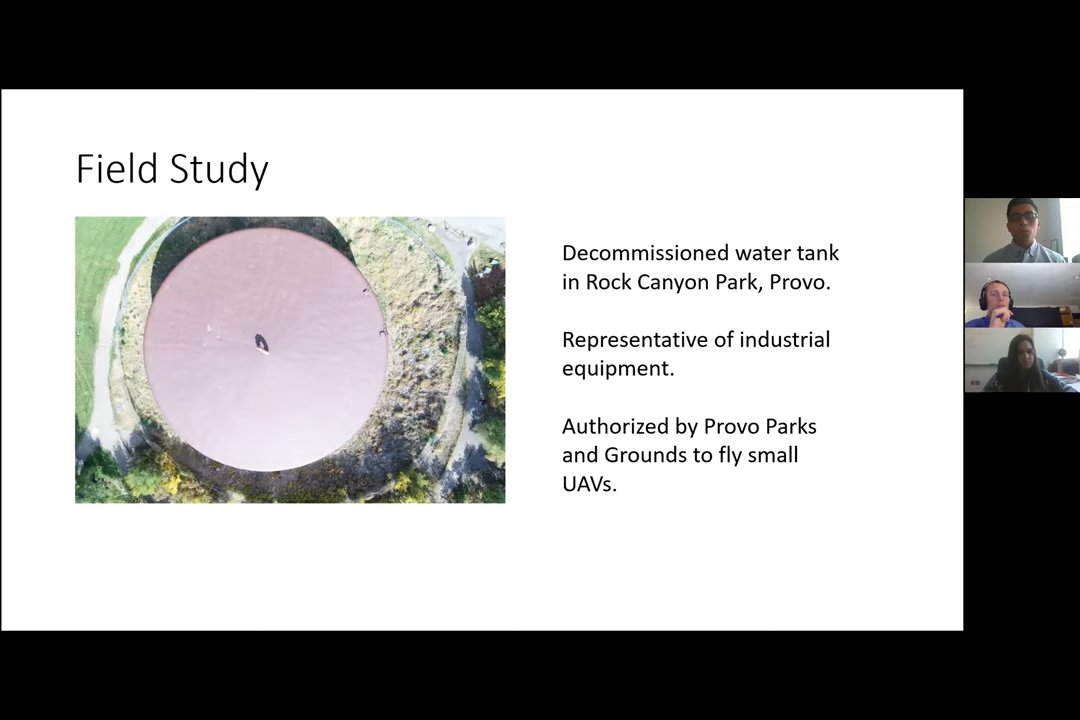 Field Study
Decommissioned water tank
in Rock Canyon Park, Provo.
Representative of industrial
equipment.
Authorized by Provo Parks
and Grounds to fly small
UAVs.